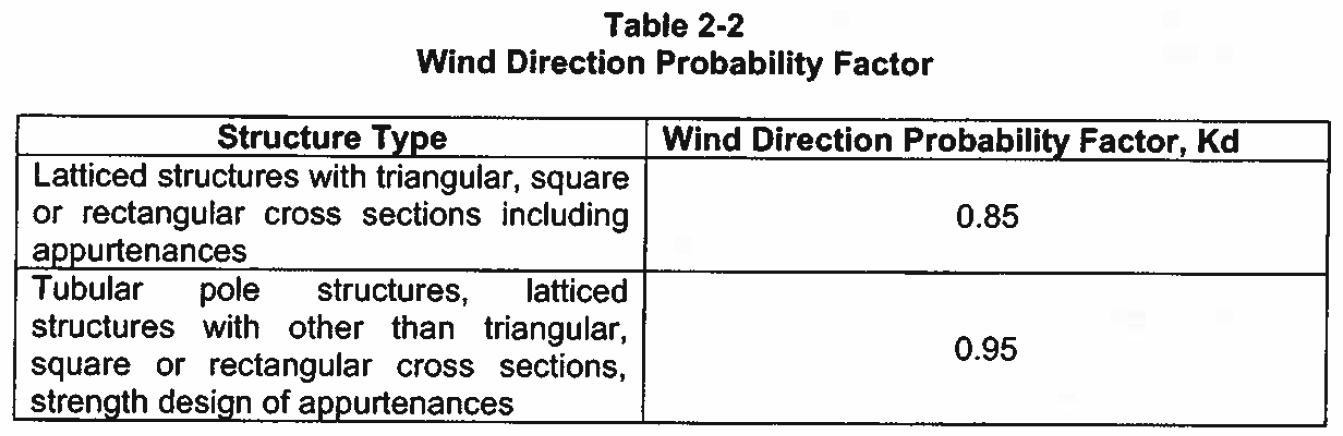 Table 2-2
Wind Direction Probability Factor
Structure Type
Wind Direction Probability Factor, Kd
Latticed structures with triangular, square
or rectangular cross sections including
appurtenances
0.85
Tubular pole structures, latticed
structures with other than triangular,
square or rectangular cross sections,
strength design of appurtenances
0.95